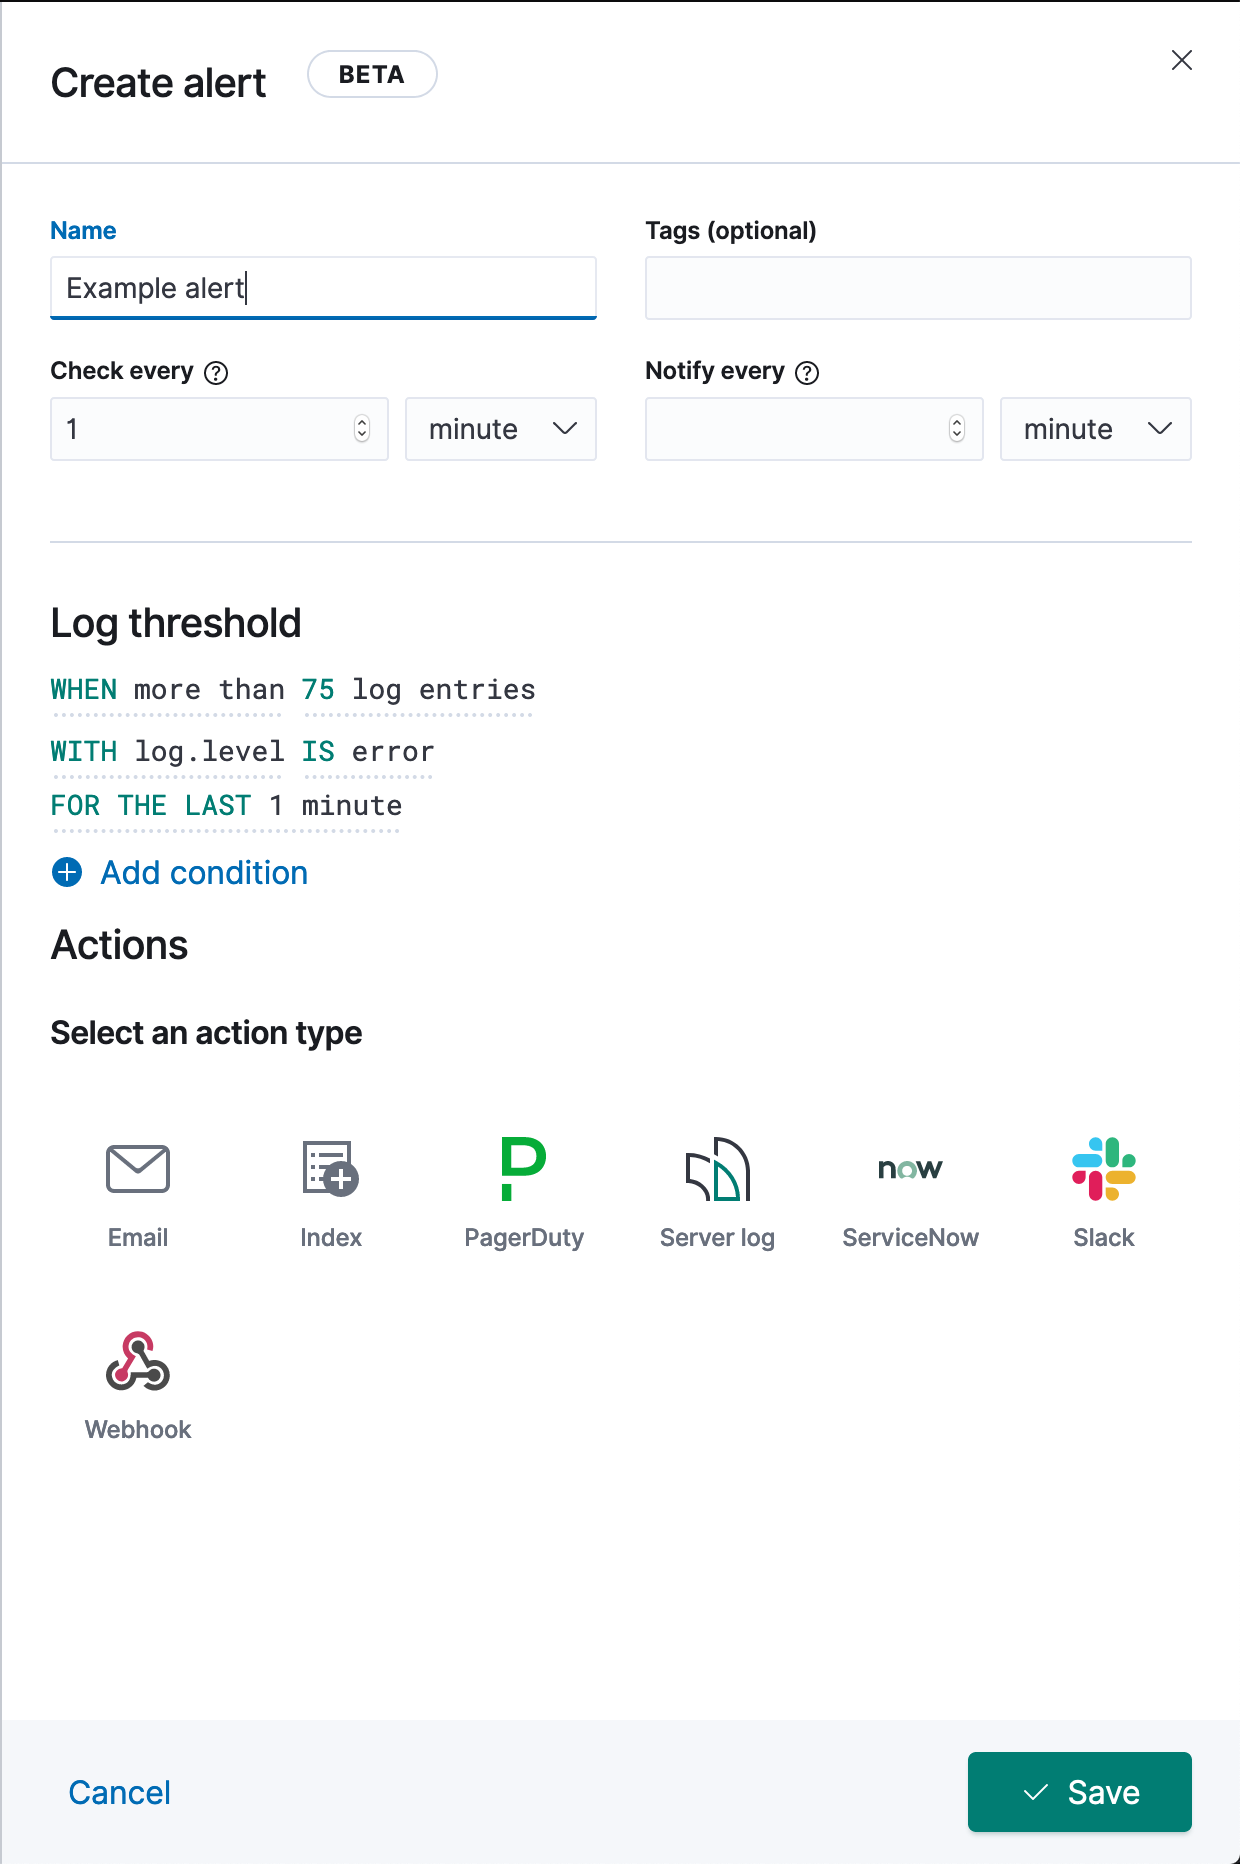 Create alert BETA
Name Tags (optional)
Example alert
Check every Notify every
1 minute minute
Log threshold
WHEN more than 75 log entries
WITH log.level IS error
FOR THE LAST 1 minute
Add condition
Actions
Select an action type
now
Email Index PagerDuty Server log ServiceNow Slack
Webhook
Cancel Save